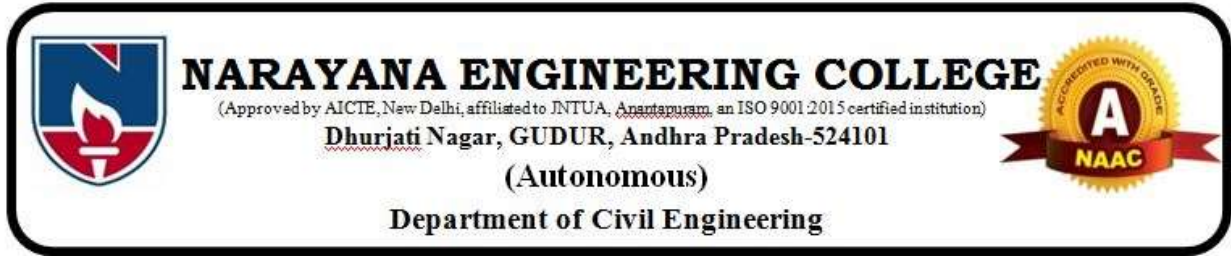 NARAYANA ENGINEERING COLLEGE
(Approved by AICTE, New Delhi, affiliated to JNTUA, Anantapuram, an ISO 9001:2015 certified institution)
Dhurjati Nagar, GUDUR, Andhra Pradesh-524101
(Autonomous)
Department of Civil Engineering
ACCREDITED WITH GRADE
A
NAAC